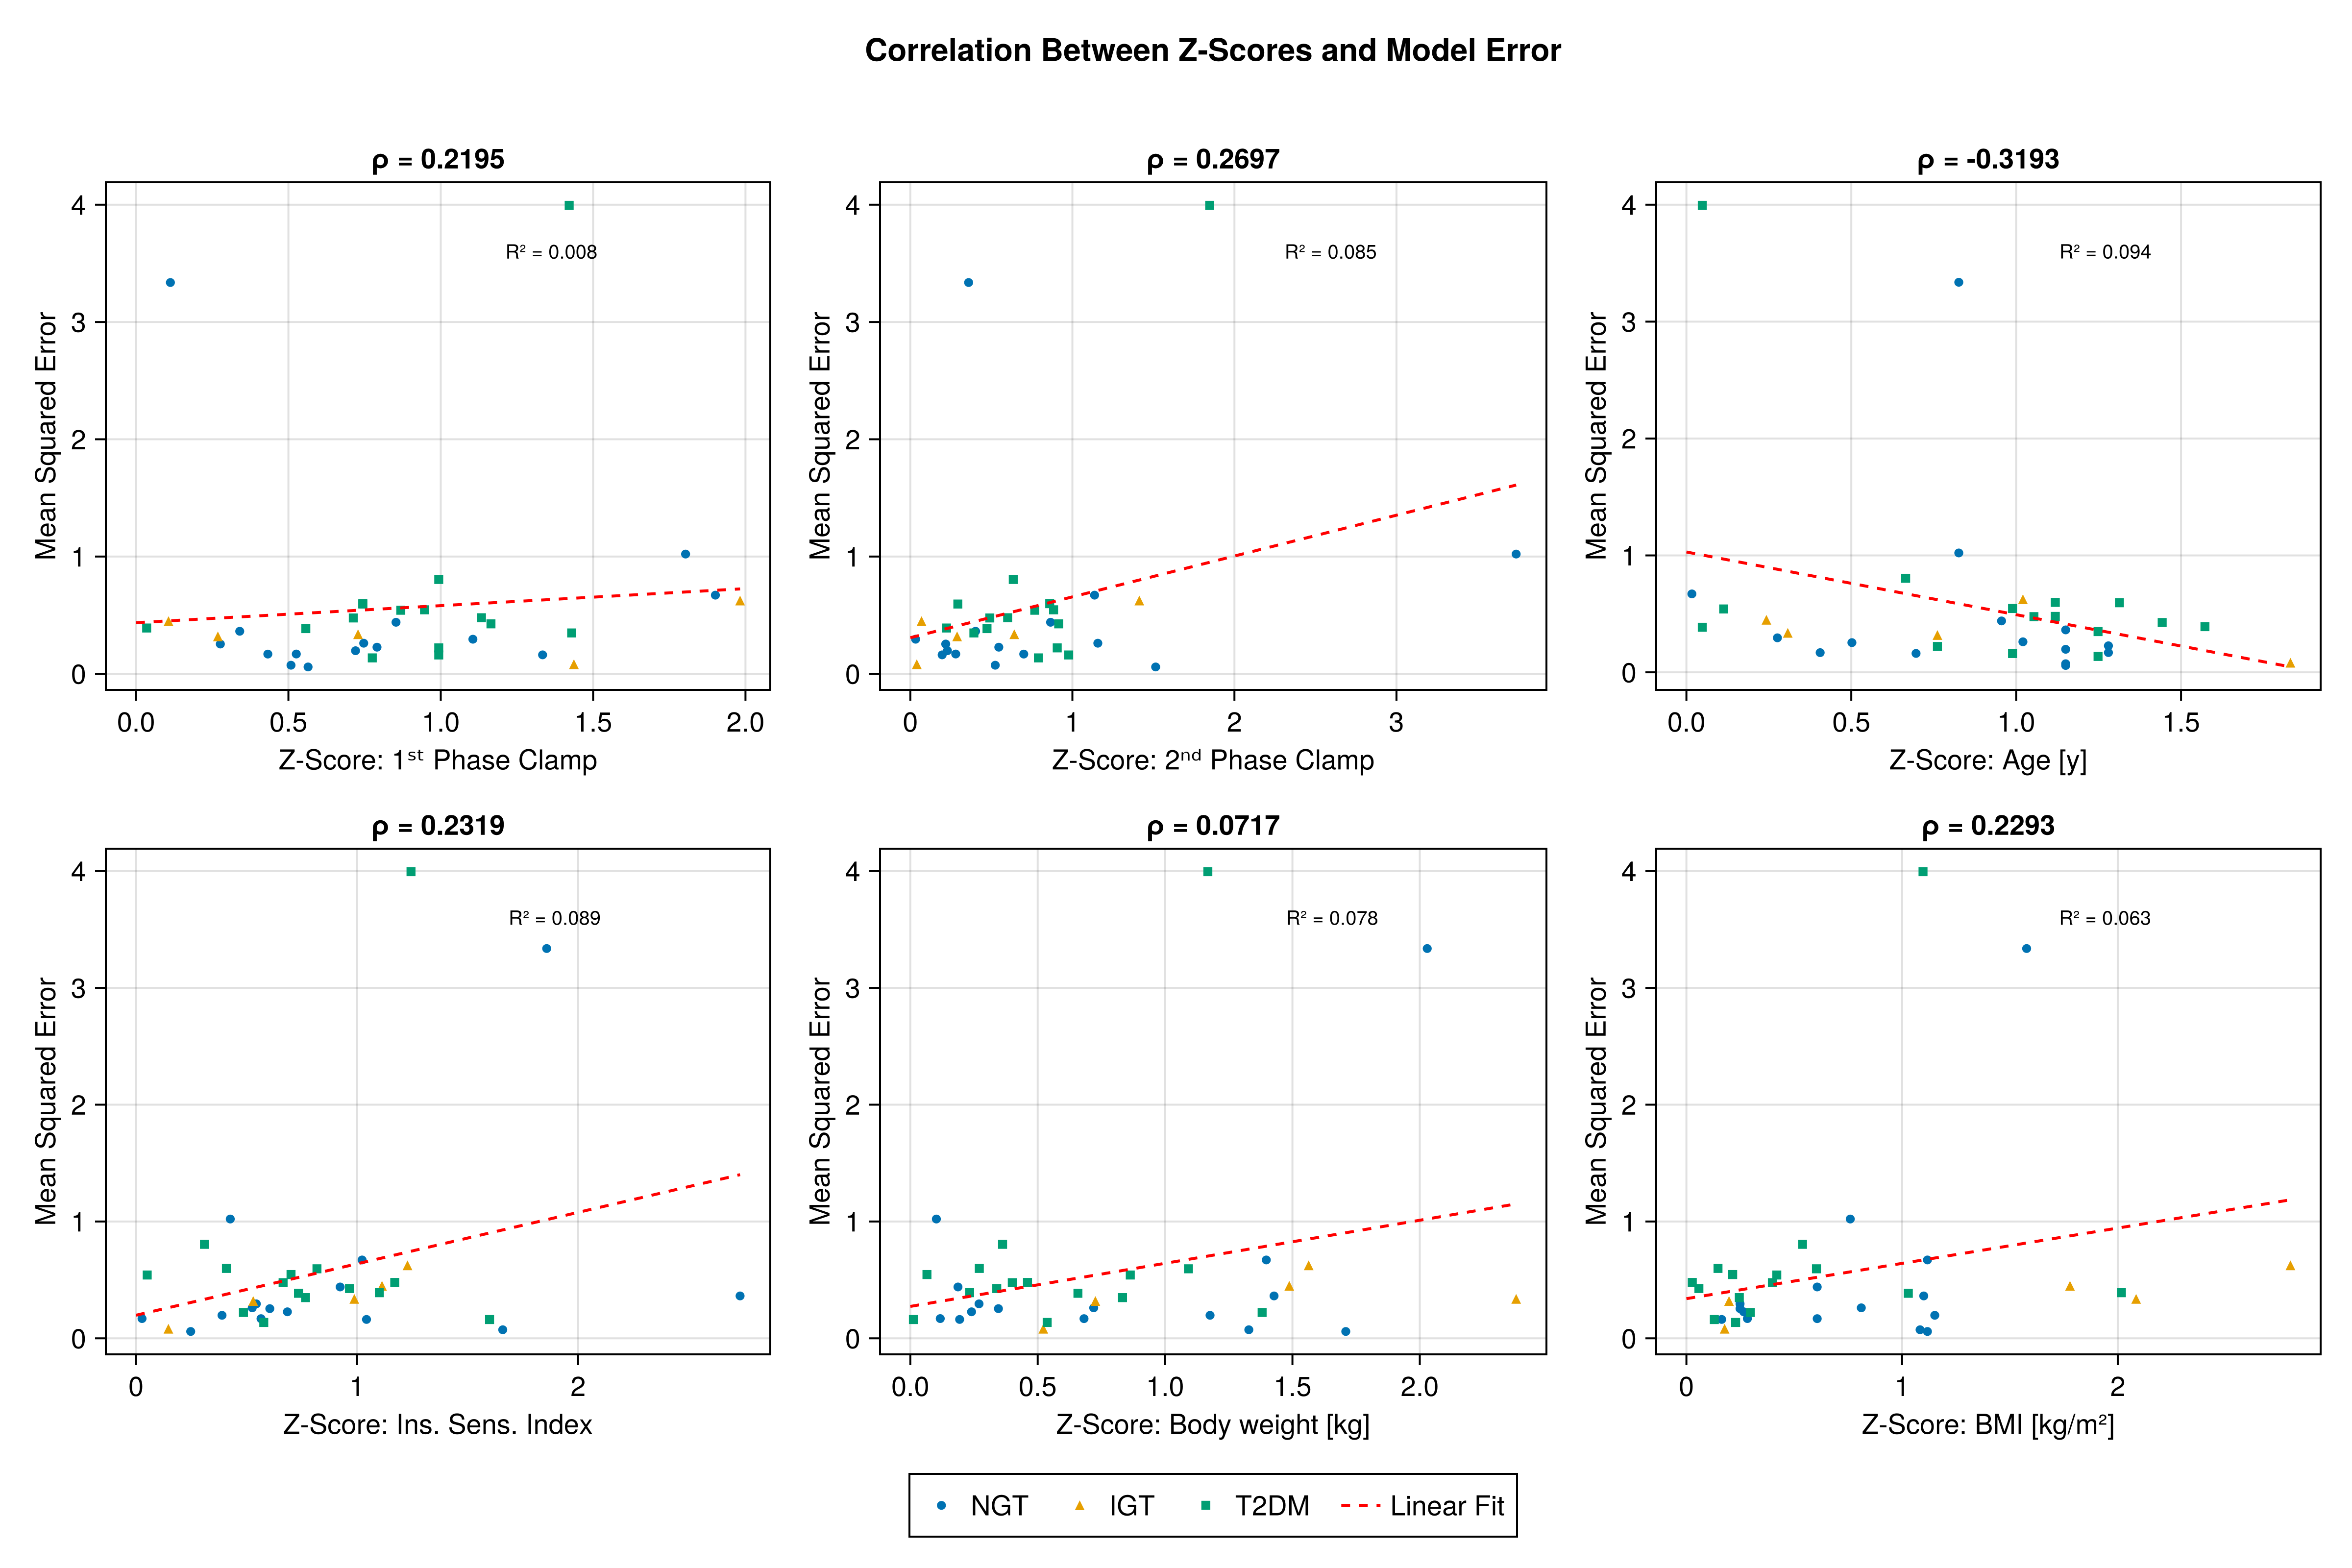 Correlation Between Z-Scores and Model Error
ρ = 0.2195
4
3
2
1
0
Mean Squared Error
R² = 0.008
0.0 0.5 1.0 1.5 2.0
Z-Score: 1ˢᵗ Phase Clamp
ρ = 0.2697
4
3
2
1
0
Mean Squared Error
R² = 0.085
0 1 2 3
Z-Score: 2ⁿᵈ Phase Clamp
ρ = -0.3193
4
3
2
1
0
Mean Squared Error
R² = 0.094
0.0 0.5 1.0 1.5
Z-Score: Age [y]
ρ = 0.2319
4
3
2
1
0
Mean Squared Error
R² = 0.089
0 1 2
Z-Score: Ins. Sens. Index
ρ = 0.0717
4
3
2
1
0
Mean Squared Error
R² = 0.078
0.0 0.5 1.0 1.5 2.0
Z-Score: Body weight [kg]
ρ = 0.2293
4
3
2
1
0
Mean Squared Error
R² = 0.063
0 1 2
Z-Score: BMI [kg/m²]
NGT IGT T2DM Linear Fit